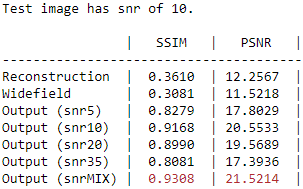 Test image has snr of 10.
| SSIM | PSNR |
--------------------------------------
Reconstruction | 0.3610 | 12.2567
Widefield | 0.3081 | 11.5218
Output (snr5) | 0.8279 | 17.8029
Output (snr10) | 0.9168 | 20.5533
Output (snr20) | 0.8990 | 19.5689
Output (snr35) | 0.8081 | 17.3936
Output (snrMIX) | 0.9308 | 21.5214